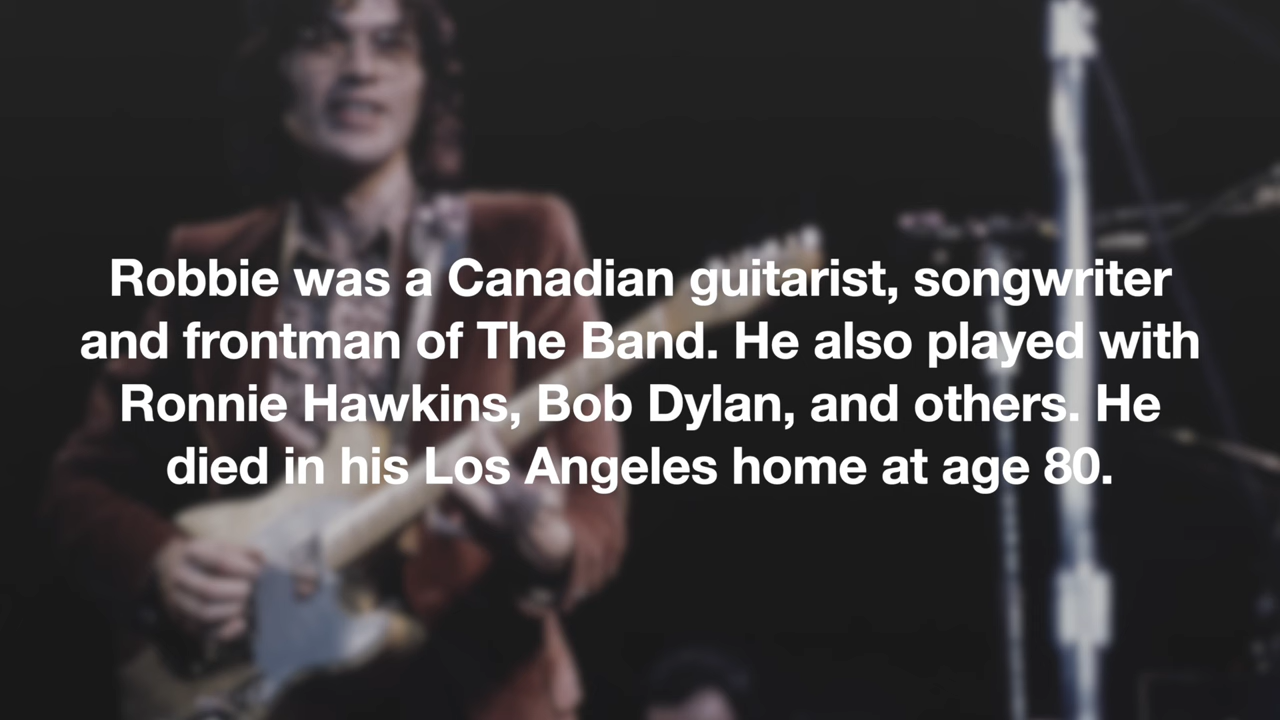 Robbie was a Canadian guitarist, songwriter
and frontman of The Band. He also played with
Ronnie Hawkins, Bob Dylan, and others. He
died in his Los Angeles home at age 80.